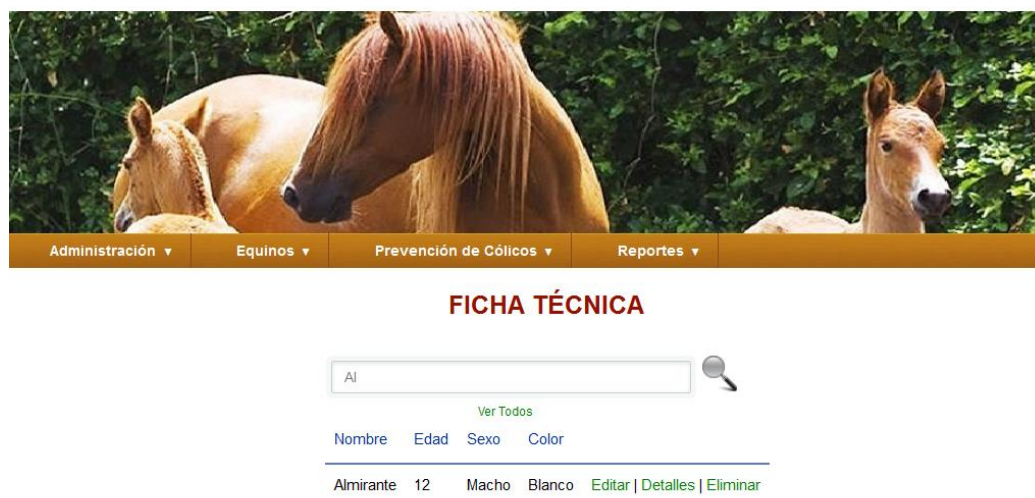 Administración ▼ Equinos ▼ Prevención de Cólicos ▼ Reportes ▼
FICHA TÉCNICA
Al
Ver Todos
Nombre Edad Sexo Color
Almirante 12 Macho Blanco Editar | Detalles | Eliminar